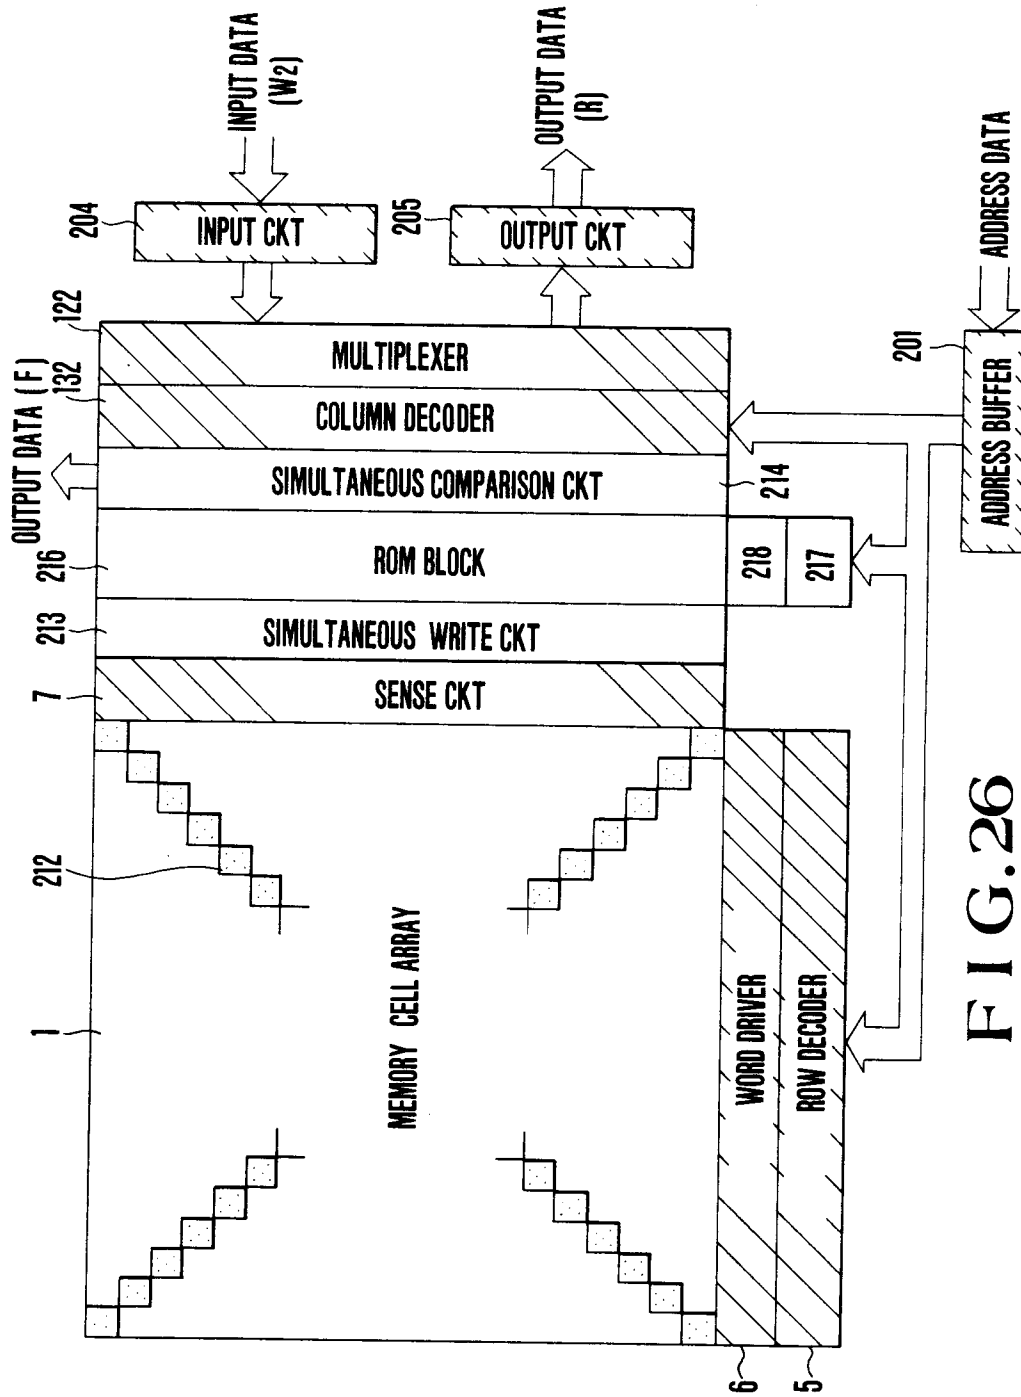 204
INPUT CKT
INPUT DATA
(W2)
205
OUTPUT CKT
OUTPUT DATA
(R)
OUTPUT DATA (F)
122
MULTIPLEXER
132
COLUMN DECODER
SIMULTANEOUS COMPARISON CKT
214
216
ROM BLOCK
218
217
213
SIMULTANEOUS WRITE CKT
7
SENSE CKT
201
ADDRESS BUFFER
ADDRESS DATA
212
1
MEMORY CELL ARRAY
WORD DRIVER
6
ROW DECODER
5
FIG.26